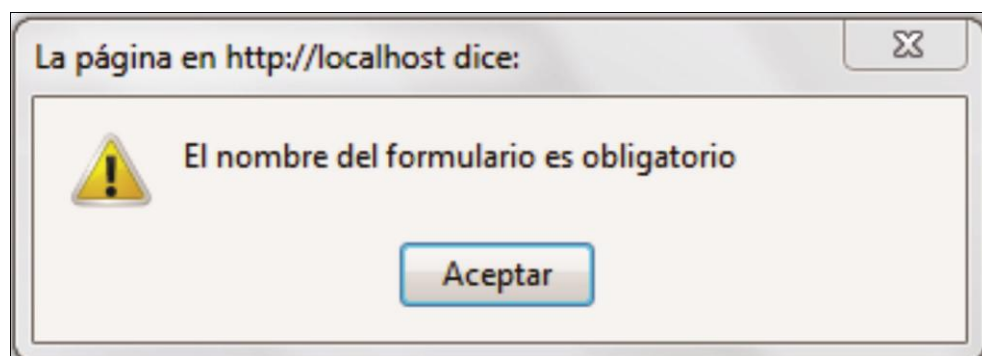 La página en http://localhost dice:
El nombre del formulario es obligatorio
Aceptar